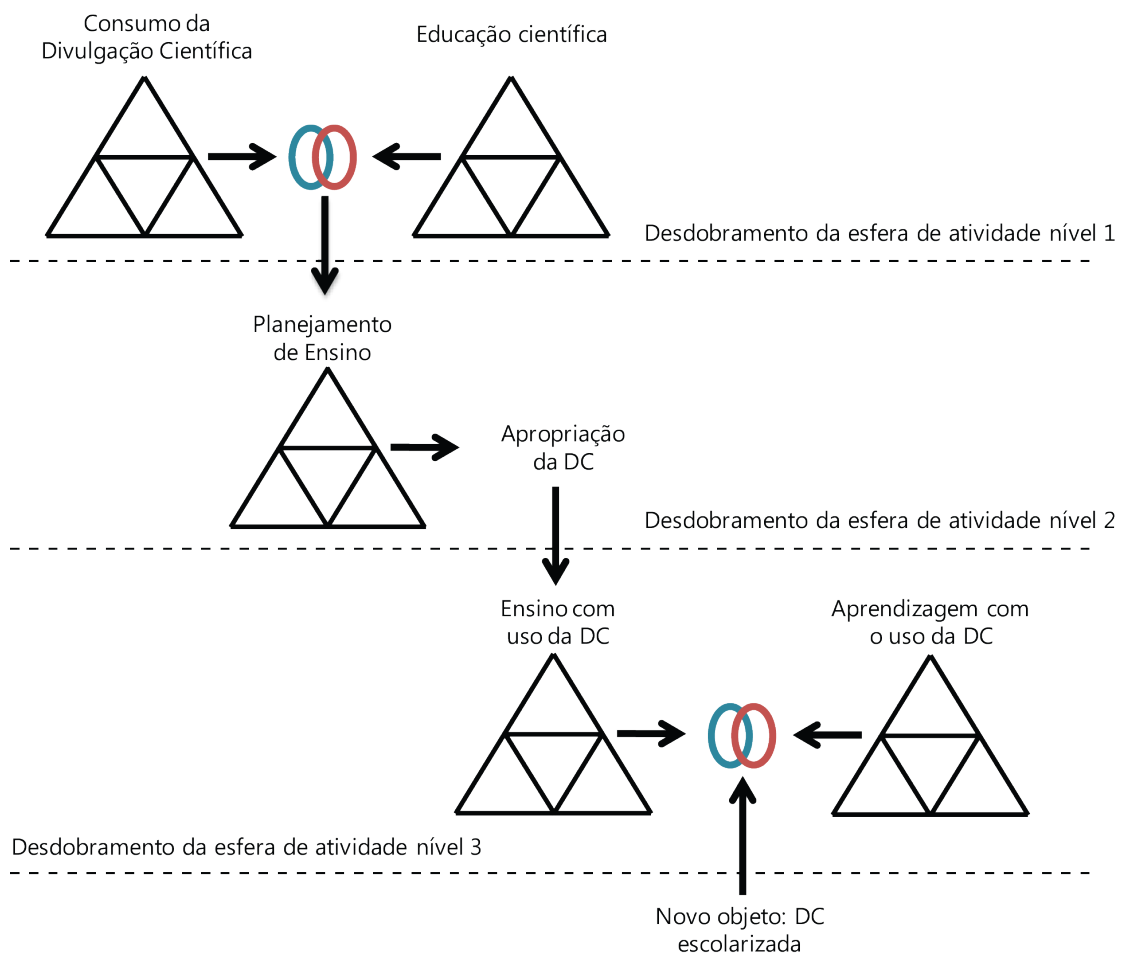 Consumo da
Divulgação Científica
Educação científica
Desdobramento da esfera de atividade nível 1
Planejamento
de Ensino
Apropriação
da DC
Desdobramento da esfera de atividade nível 2
Ensino com
uso da DC
Aprendizagem com
o uso da DC
Desdobramento da esfera de atividade nível 3
Novo objeto: DC
escolarizada